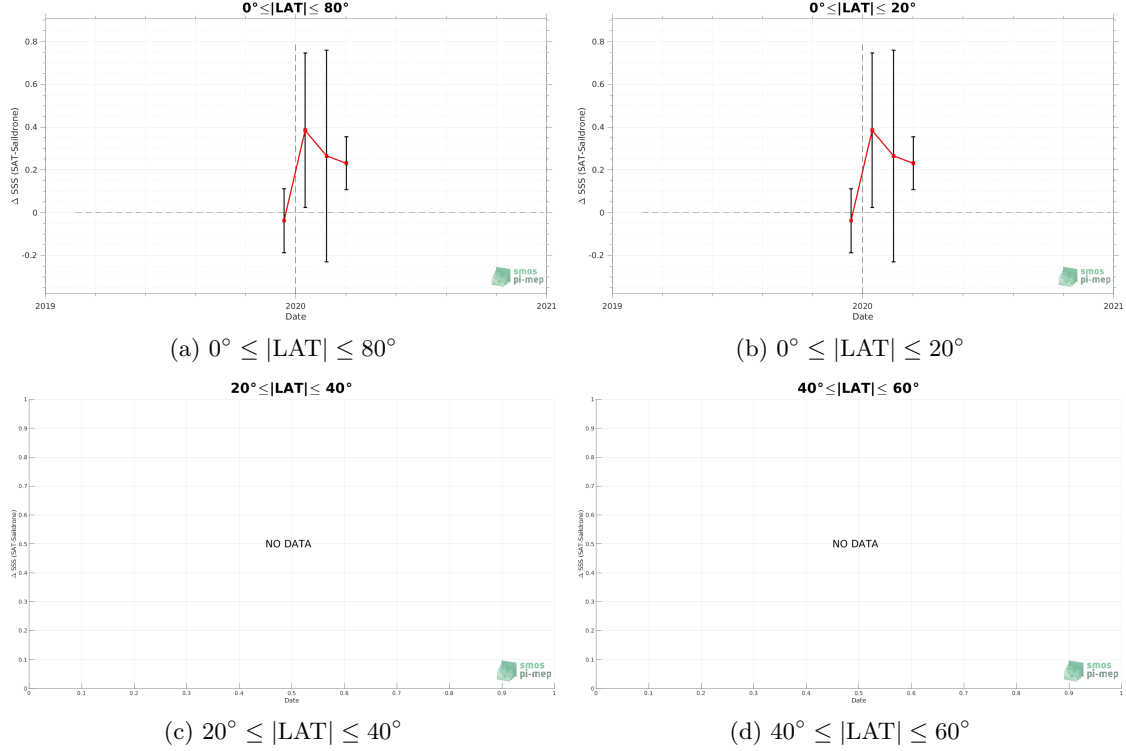 0°≤|LAT|≤ 80°
Δ SSS (SAT-Saildrone)
0.8
0.6
0.4
0.2
0
-0.2
2019
2020
2021
Date
smos
pi-mep
(a) 0° ≤ |LAT| ≤ 80°
0°≤|LAT|≤ 20°
Δ SSS (SAT-Saildrone)
0.8
0.6
0.4
0.2
0
-0.2
2019
2020
2021
Date
smos
pi-mep
(b) 0° ≤ |LAT| ≤ 20°
20°≤|LAT|≤ 40°
Δ SSS (SAT-Saildrone)
1
0.9
0.8
0.7
0.6
0.5
0.4
0.3
0.2
0.1
0
NO DATA
0 0.1 0.2 0.3 0.4 0.5 0.6 0.7 0.8 0.9 1
Date
smos
pi-mep
(c) 20° ≤ |LAT| ≤ 40°
40°≤|LAT|≤ 60°
Δ SSS (SAT-Saildrone)
1
0.9
0.8
0.7
0.6
0.5
0.4
0.3
0.2
0.1
0
NO DATA
0 0.1 0.2 0.3 0.4 0.5 0.6 0.7 0.8 0.9 1
Date
smos
pi-mep
(d) 40° ≤ |LAT| ≤ 60°